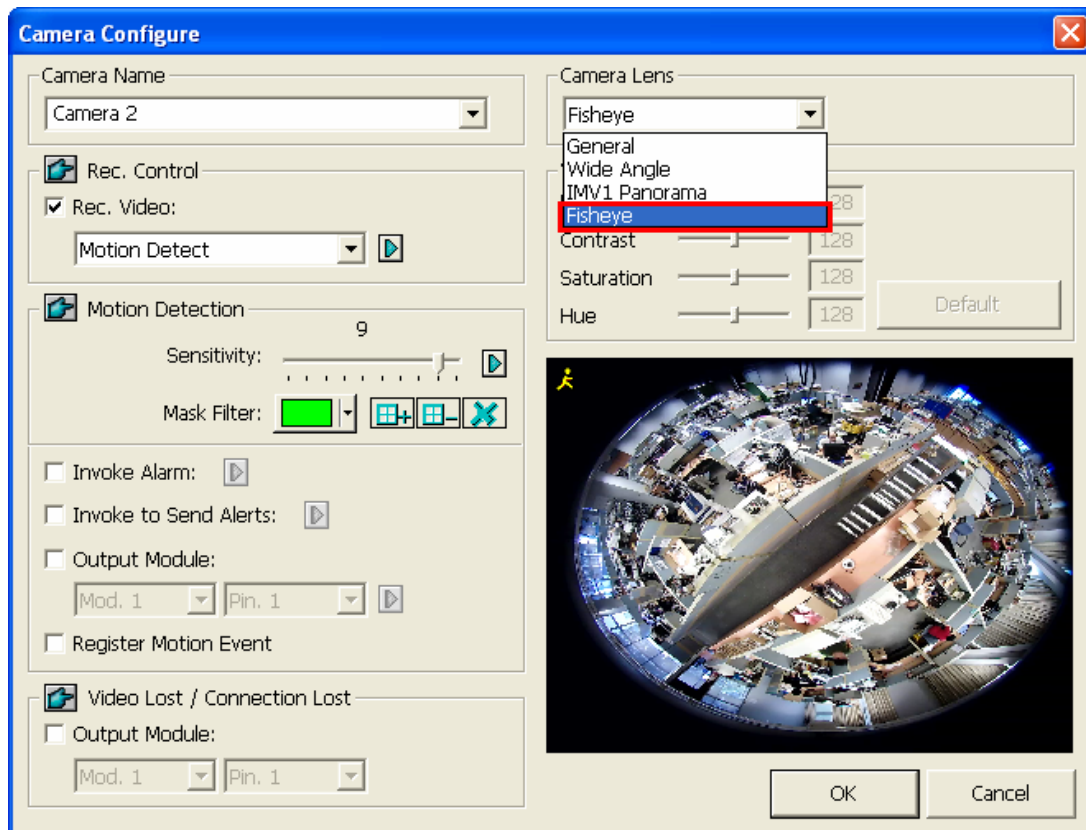 Camera Configure
Camera Name
Camera 2
Rec. Control
Rec. Video:
Motion Detect
Motion Detection
9
Sensitivity:
Mask Filter:
Invoke Alarm:
Invoke to Send Alerts:
Output Module:
Mod. 1 Pin. 1
Register Motion Event
Video Lost / Connection Lost
Output Module:
Mod. 1 Pin. 1
Camera Lens
Fisheye
General
Wide Angle
IMV1 Panorama
Fisheye
Contrast 128
Saturation 128
Hue 128
Default
OK Cancel